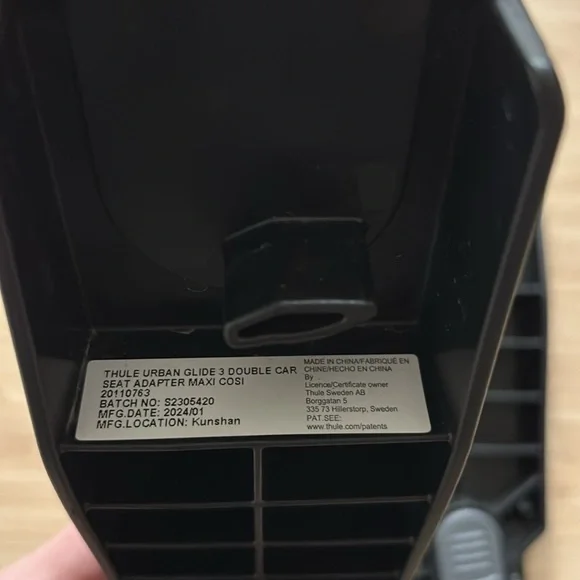 THULE URBAN GLIDE 3 DOUBLE CAR
SEAT ADAPTER MAXI COSI
20110763
BATCH NO: S2305420
MFG.DATE: 2024/01
MFG.LOCATION: Kunshan
MADE IN CHINA/FABRIQUÉ EN
CHINE/HECHO EN CHINA
By
Licence/Certificate owner
Thule Sweden AB
Borggatan 5
335 73 Hillerstorp, Sweden
PAT.SEE:
www.thule.com/patents